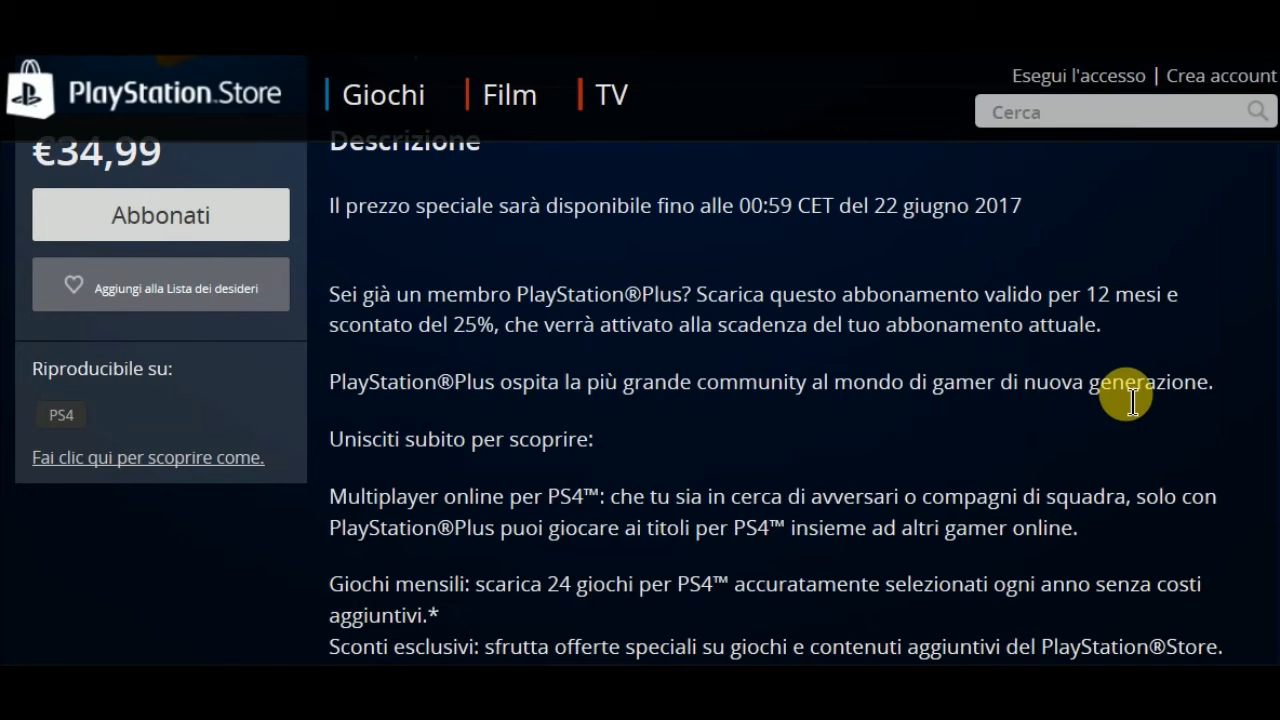 PlayStation.Store
Giochi
Film
TV
Esegui l'accesso | Crea account
Cerca
€34,99
Abbonati
Aggiungi alla Lista dei desideri
Riproducibile su:
PS4
Fai clic qui per scoprire come.
Descrizione
Il prezzo speciale sarà disponibile fino alle 00:59 CET del 22 giugno 2017
Sei già un membro PlayStation®Plus? Scarica questo abbonamento valido per 12 mesi e
scontato del 25%, che verrà attivato alla scadenza del tuo abbonamento attuale.
PlayStation®Plus ospita la più grande community al mondo di gamer di nuova generazione.
Unisciti subito per scoprire:
Multiplayer online per PS4™: che tu sia in cerca di avversari o compagni di squadra, solo con
PlayStation®Plus puoi giocare ai titoli per PS4™ insieme ad altri gamer online.
Giochi mensili: scarica 24 giochi per PS4™ accuratamente selezionati ogni anno senza costi
aggiuntivi.*
Sconti esclusivi: sfrutta offerte speciali su giochi e contenuti aggiuntivi del PlayStation®Store.